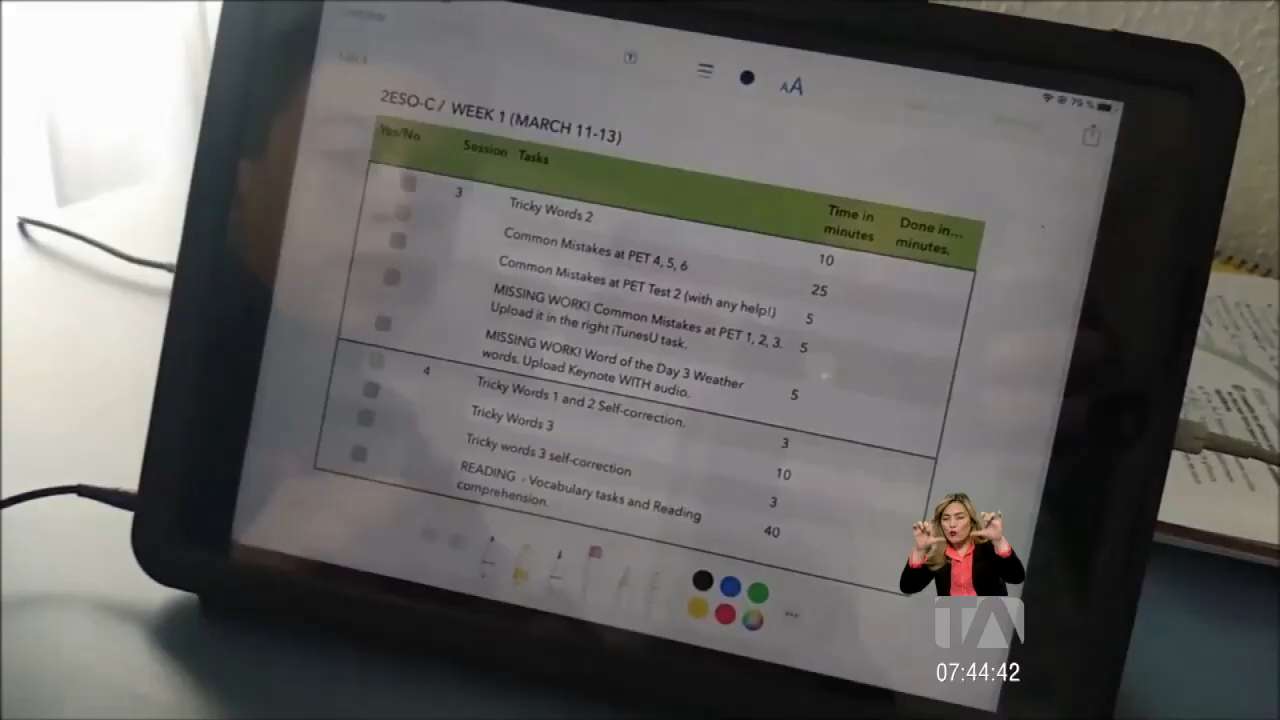 79 %
AA
2ESO-C / WEEK 1 (MARCH 11-13)
Yes/No Session Tasks Time in minutes Done in... minutes.
3 Tricky Words 2 10
Common Mistakes at PET 4, 5, 6 25
Common Mistakes at PET Test 2 (with any help!) 5
MISSING WORK! Common Mistakes at PET 1, 2, 3. 5
Upload it in the right iTunesU task.
MISSING WORK! Word of the Day 3 Weather 5
words. Upload Keynote WITH audio.
4 Tricky Words 1 and 2 Self-correction. 3
Tricky Words 3 10
Tricky words 3 self-correction 3
READING - Vocabulary tasks and Reading 40
comprehension.
TA
07:44:42